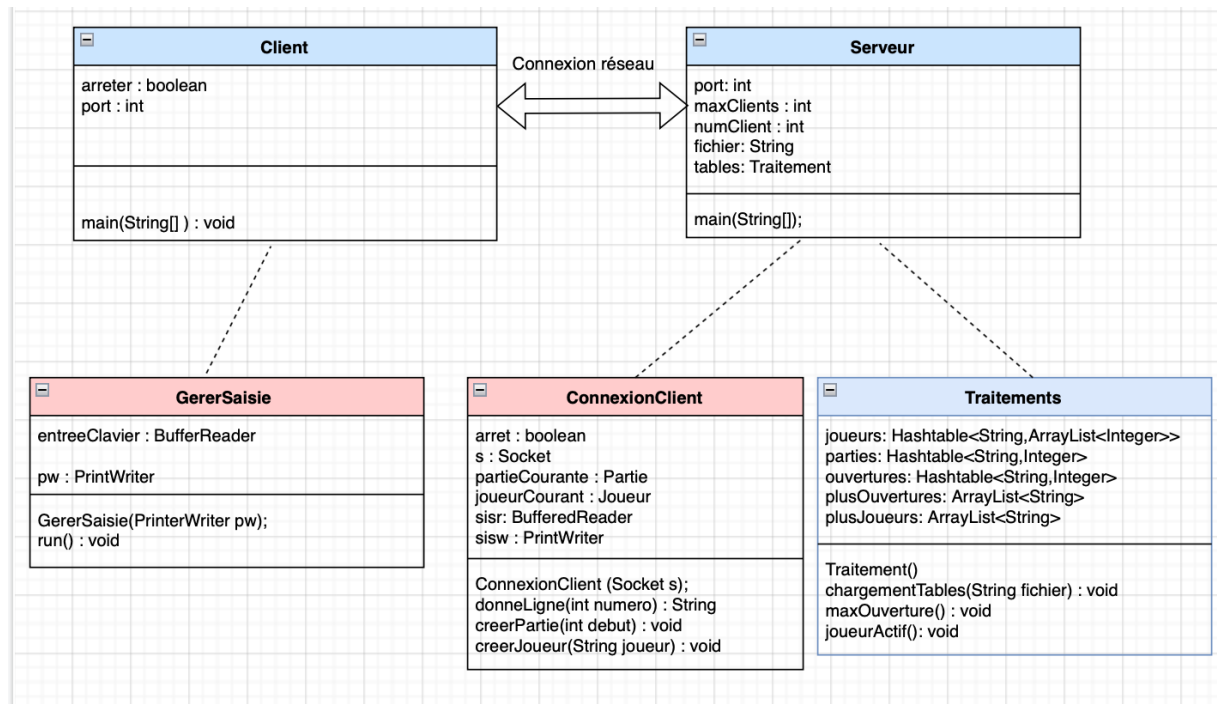 Client
arreter : boolean
port : int
main(String[] ) : void
Connexion réseau
Serveur
port: int
maxClients : int
numClient : int
fichier: String
tables: Traitement
main(String[]);
GererSaisie
entreeClavier : BufferReader
pw : PrintWriter
GererSaisie(PrinterWriter pw);
run() : void
ConnexionClient
arret : boolean
s : Socket
partieCourante : Partie
joueurCourant : Joueur
sisr: BufferedReader
sisw : PrintWriter
ConnexionClient (Socket s);
donneLigne(int numero) : String
creerPartie(int debut) : void
creerJoueur(String joueur) : void
Traitements
joueurs: Hashtable<String,ArrayList<Integer>>
parties: Hashtable<String,Integer>
ouvertures: Hashtable<String,Integer>
plusOuvertures: ArrayList<String>
plusJoueurs: ArrayList<String>
Traitement()
chargementTables(String fichier) : void
maxOuverture() : void
joueurActif(): void